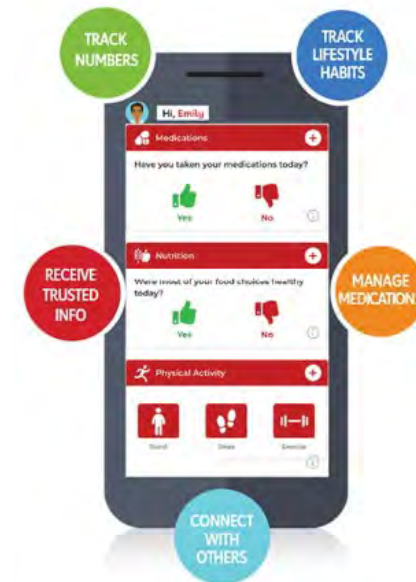 TRACK
NUMBERS
TRACK
LIFESTYLE
HABITS
Hi, Emily
Medications
Have you taken your medications today?
Yes
No
RECEIVE
TRUSTED
INFO
Nutrition
Were most of your food choices healthy
today?
Yes
No
MANAGE
MEDICATION
Physical Activity
Stand
Steps
Exercise
CONNECT
WITH
OTHERS